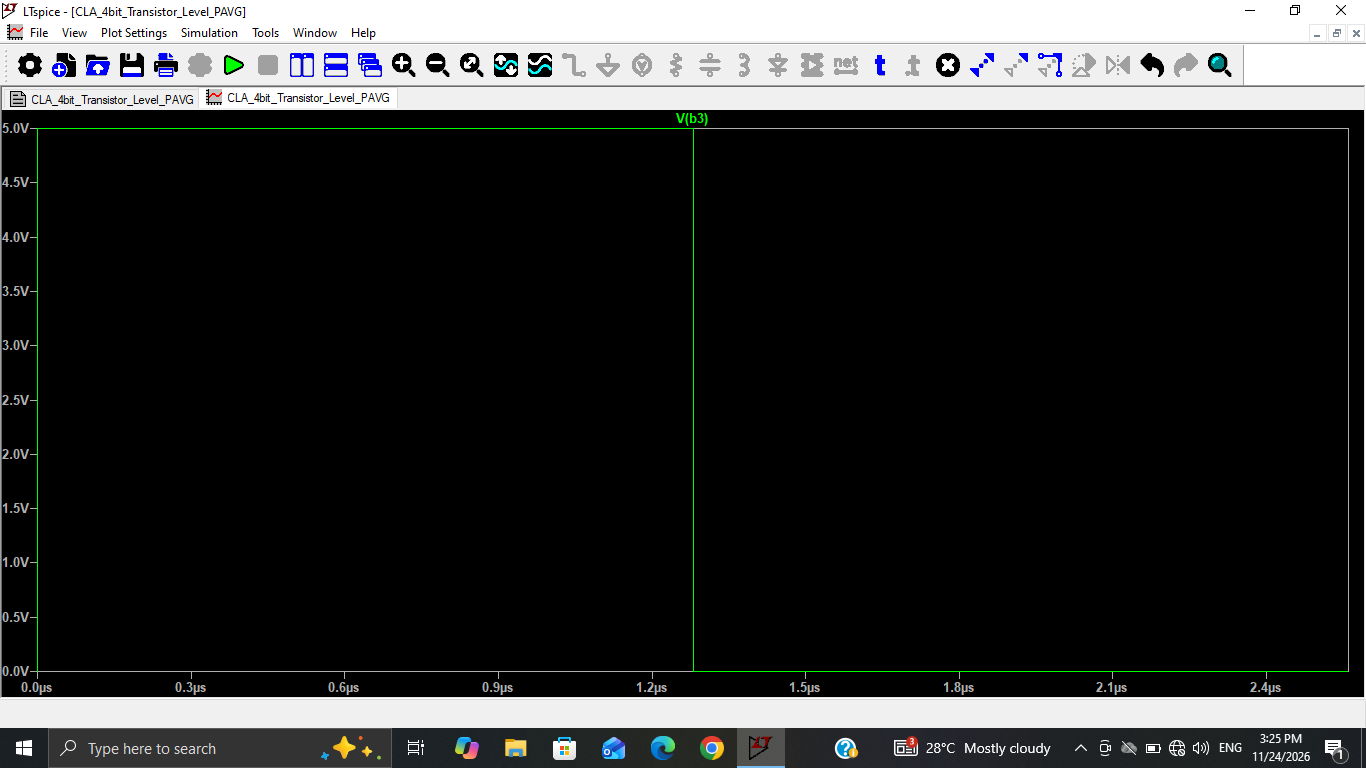 LTspice - [CLA_4bit_Transistor_Level_PAVG]
File View Plot Settings Simulation Tools Window Help
net t t
CLA_4bit_Transistor_Level_PAVG CLA_4bit_Transistor_Level_PAVG
V(b3)
5.0V
4.5V
4.0V
3.5V
3.0V
2.5V
2.0V
1.5V
1.0V
0.5V
0.0V
0.0µs 0.3µs 0.6µs 0.9µs 1.2µs 1.5µs 1.8µs 2.1µs 2.4µs
Type here to search 3 28°C Mostly cloudy ENG 3:25 PM 1
11/24/2026